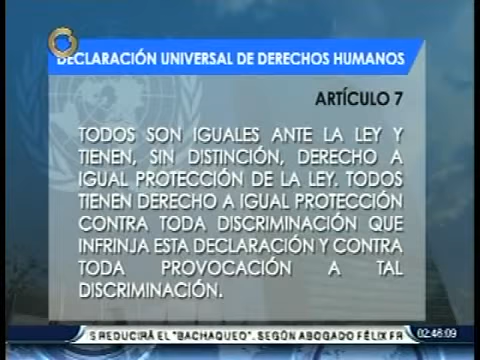 DECLARACIÓN UNIVERSAL DE DERECHOS HUMANOS
ARTÍCULO 7
TODOS SON IGUALES ANTE LA LEY Y
TIENEN, SIN DISTINCIÓN, DERECHO A
IGUAL PROTECCIÓN DE LA LEY. TODOS
TIENEN DERECHO A IGUAL PROTECCIÓN
CONTRA TODA DISCRIMINACIÓN QUE
INFRINJA ESTA DECLARACIÓN Y CONTRA
TODA PROVOCACIÓN A TAL
DISCRIMINACIÓN.
S REDUCIRÁ EL "BACHAQUEO", SEGÚN ABOGADO FÉLIX FR
02:46:09